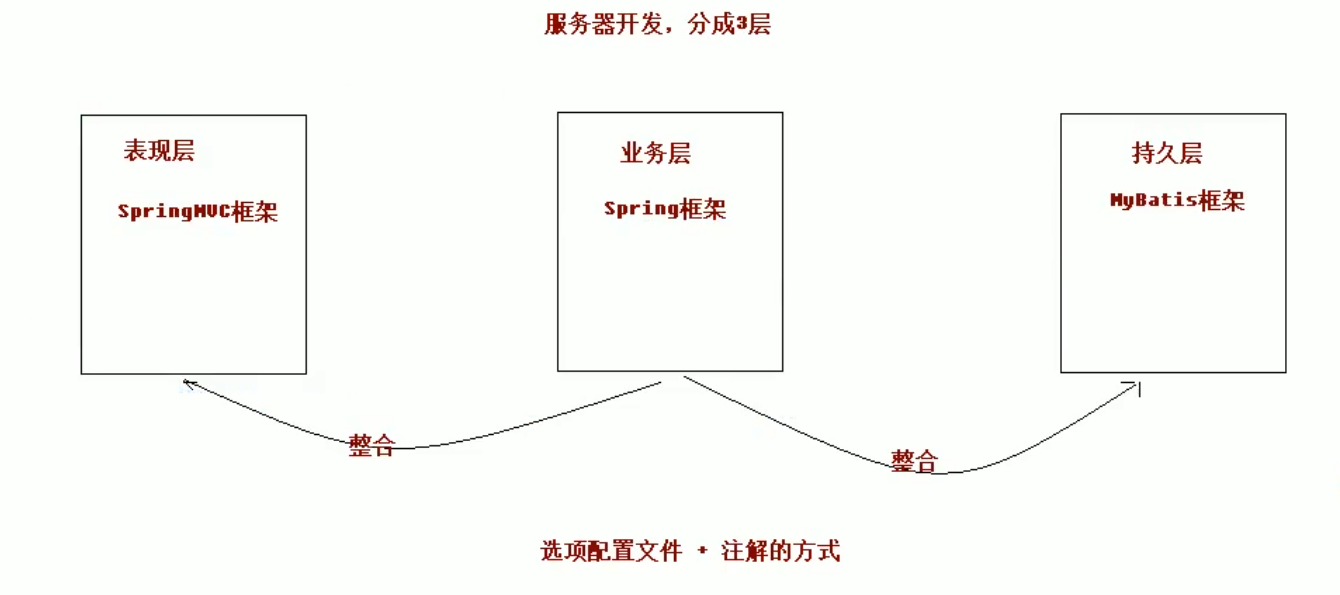 服务器开发，分成3层
表现层
SpringMVC框架
业务层
Spring框架
持久层
MyBatis框架
整合
整合
选项配置文件 + 注解的方式